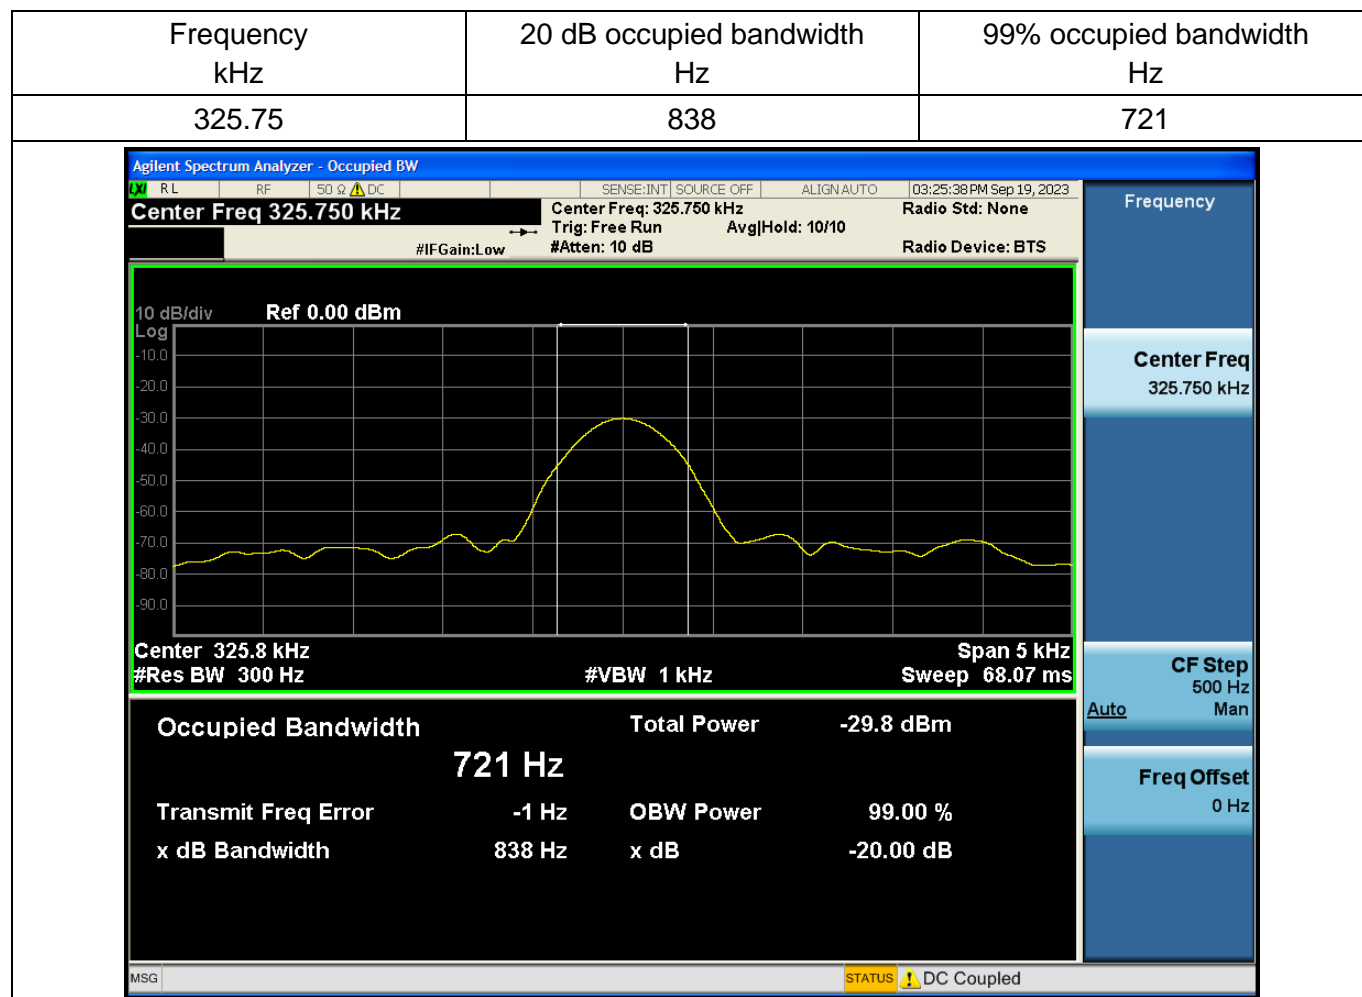 Frequency
kHz
20 dB occupied bandwidth
Hz
99% occupied bandwidth
Hz
325.75
838
721
Agilent Spectrum Analyzer - Occupied BW
LXI RL RF 50 Ω DC SENSE:INT SOURCE OFF ALIGN AUTO 03:25:38 PM Sep 19, 2023
Center Freq 325.750 kHz
#IFGain:Low
Center Freq: 325.750 kHz
Trig: Free Run Avg|Hold: 10/10
#Atten: 10 dB
Radio Std: None
Radio Device: BTS
10 dB/div Ref 0.00 dBm
Log
-10.0
-20.0
-30.0
-40.0
-50.0
-60.0
-70.0
-80.0
-90.0
Center 325.8 kHz Span 5 kHz
#Res BW 300 Hz #VBW 1 kHz Sweep 68.07 ms
Occupied Bandwidth Total Power -29.8 dBm
721 Hz
Transmit Freq Error -1 Hz OBW Power 99.00 %
x dB Bandwidth 838 Hz x dB -20.00 dB
Frequency
Center Freq
325.750 kHz
CF Step
500 Hz
Auto Man
Freq Offset
0 Hz
MSG STATUS DC Coupled